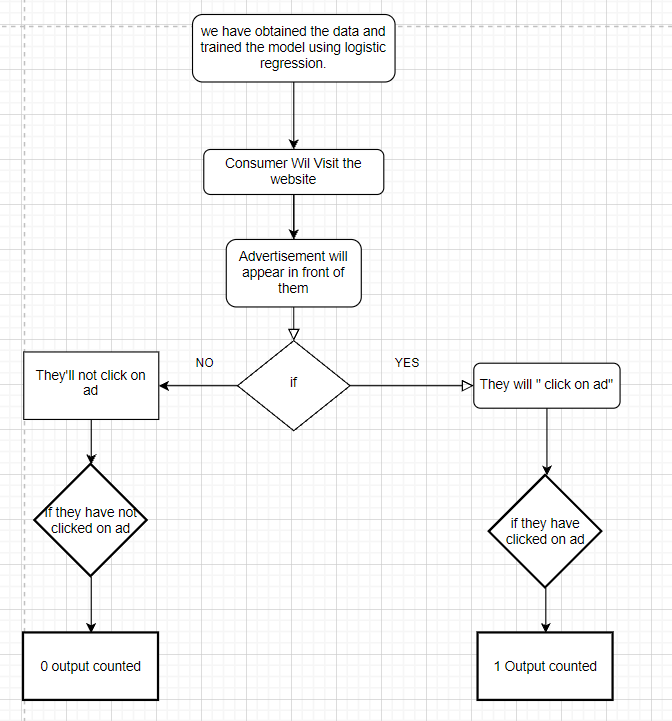 we have obtained the data and
trained the model using logistic
regression.
Consumer Wil Visit the
website
Advertisement will
appear in front of
them
NO
YES
if
They'll not click on
ad
They will " click on ad"
If they have not
clicked on ad
if they have
clicked on ad
0 output counted
1 Output counted